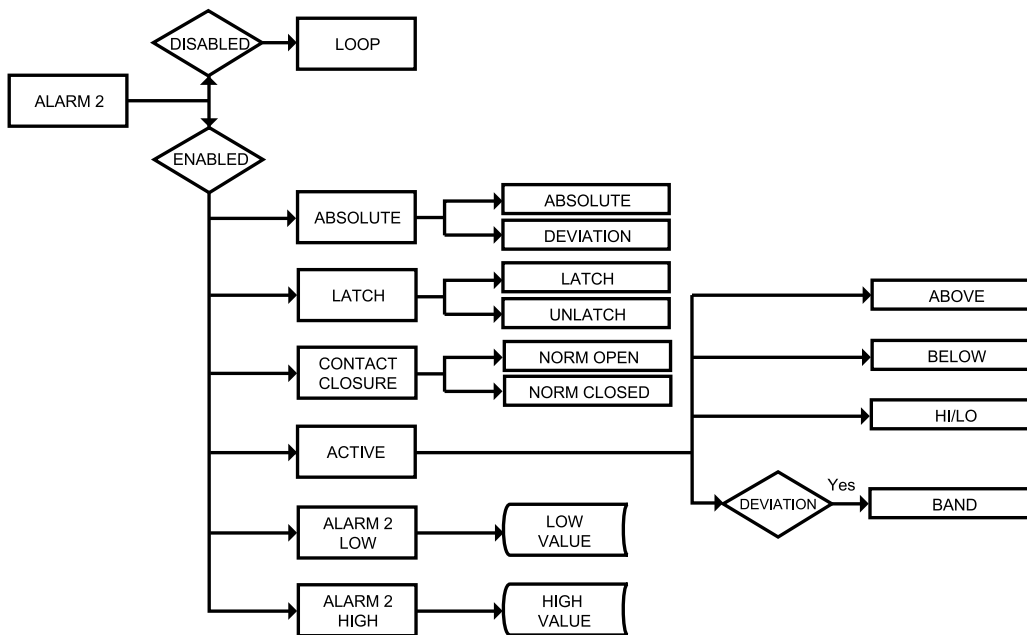 DISABLED
LOOP
ALARM 2
ENABLED
ABSOLUTE
ABSOLUTE
DEVIATION
LATCH
LATCH
UNLATCH
ABOVE
CONTACT
CLOSURE
NORM OPEN
NORM CLOSED
BELOW
HI/LO
ACTIVE
DEVIATION
Yes
BAND
ALARM 2
LOW
LOW
VALUE
ALARM 2
HIGH
HIGH
VALUE